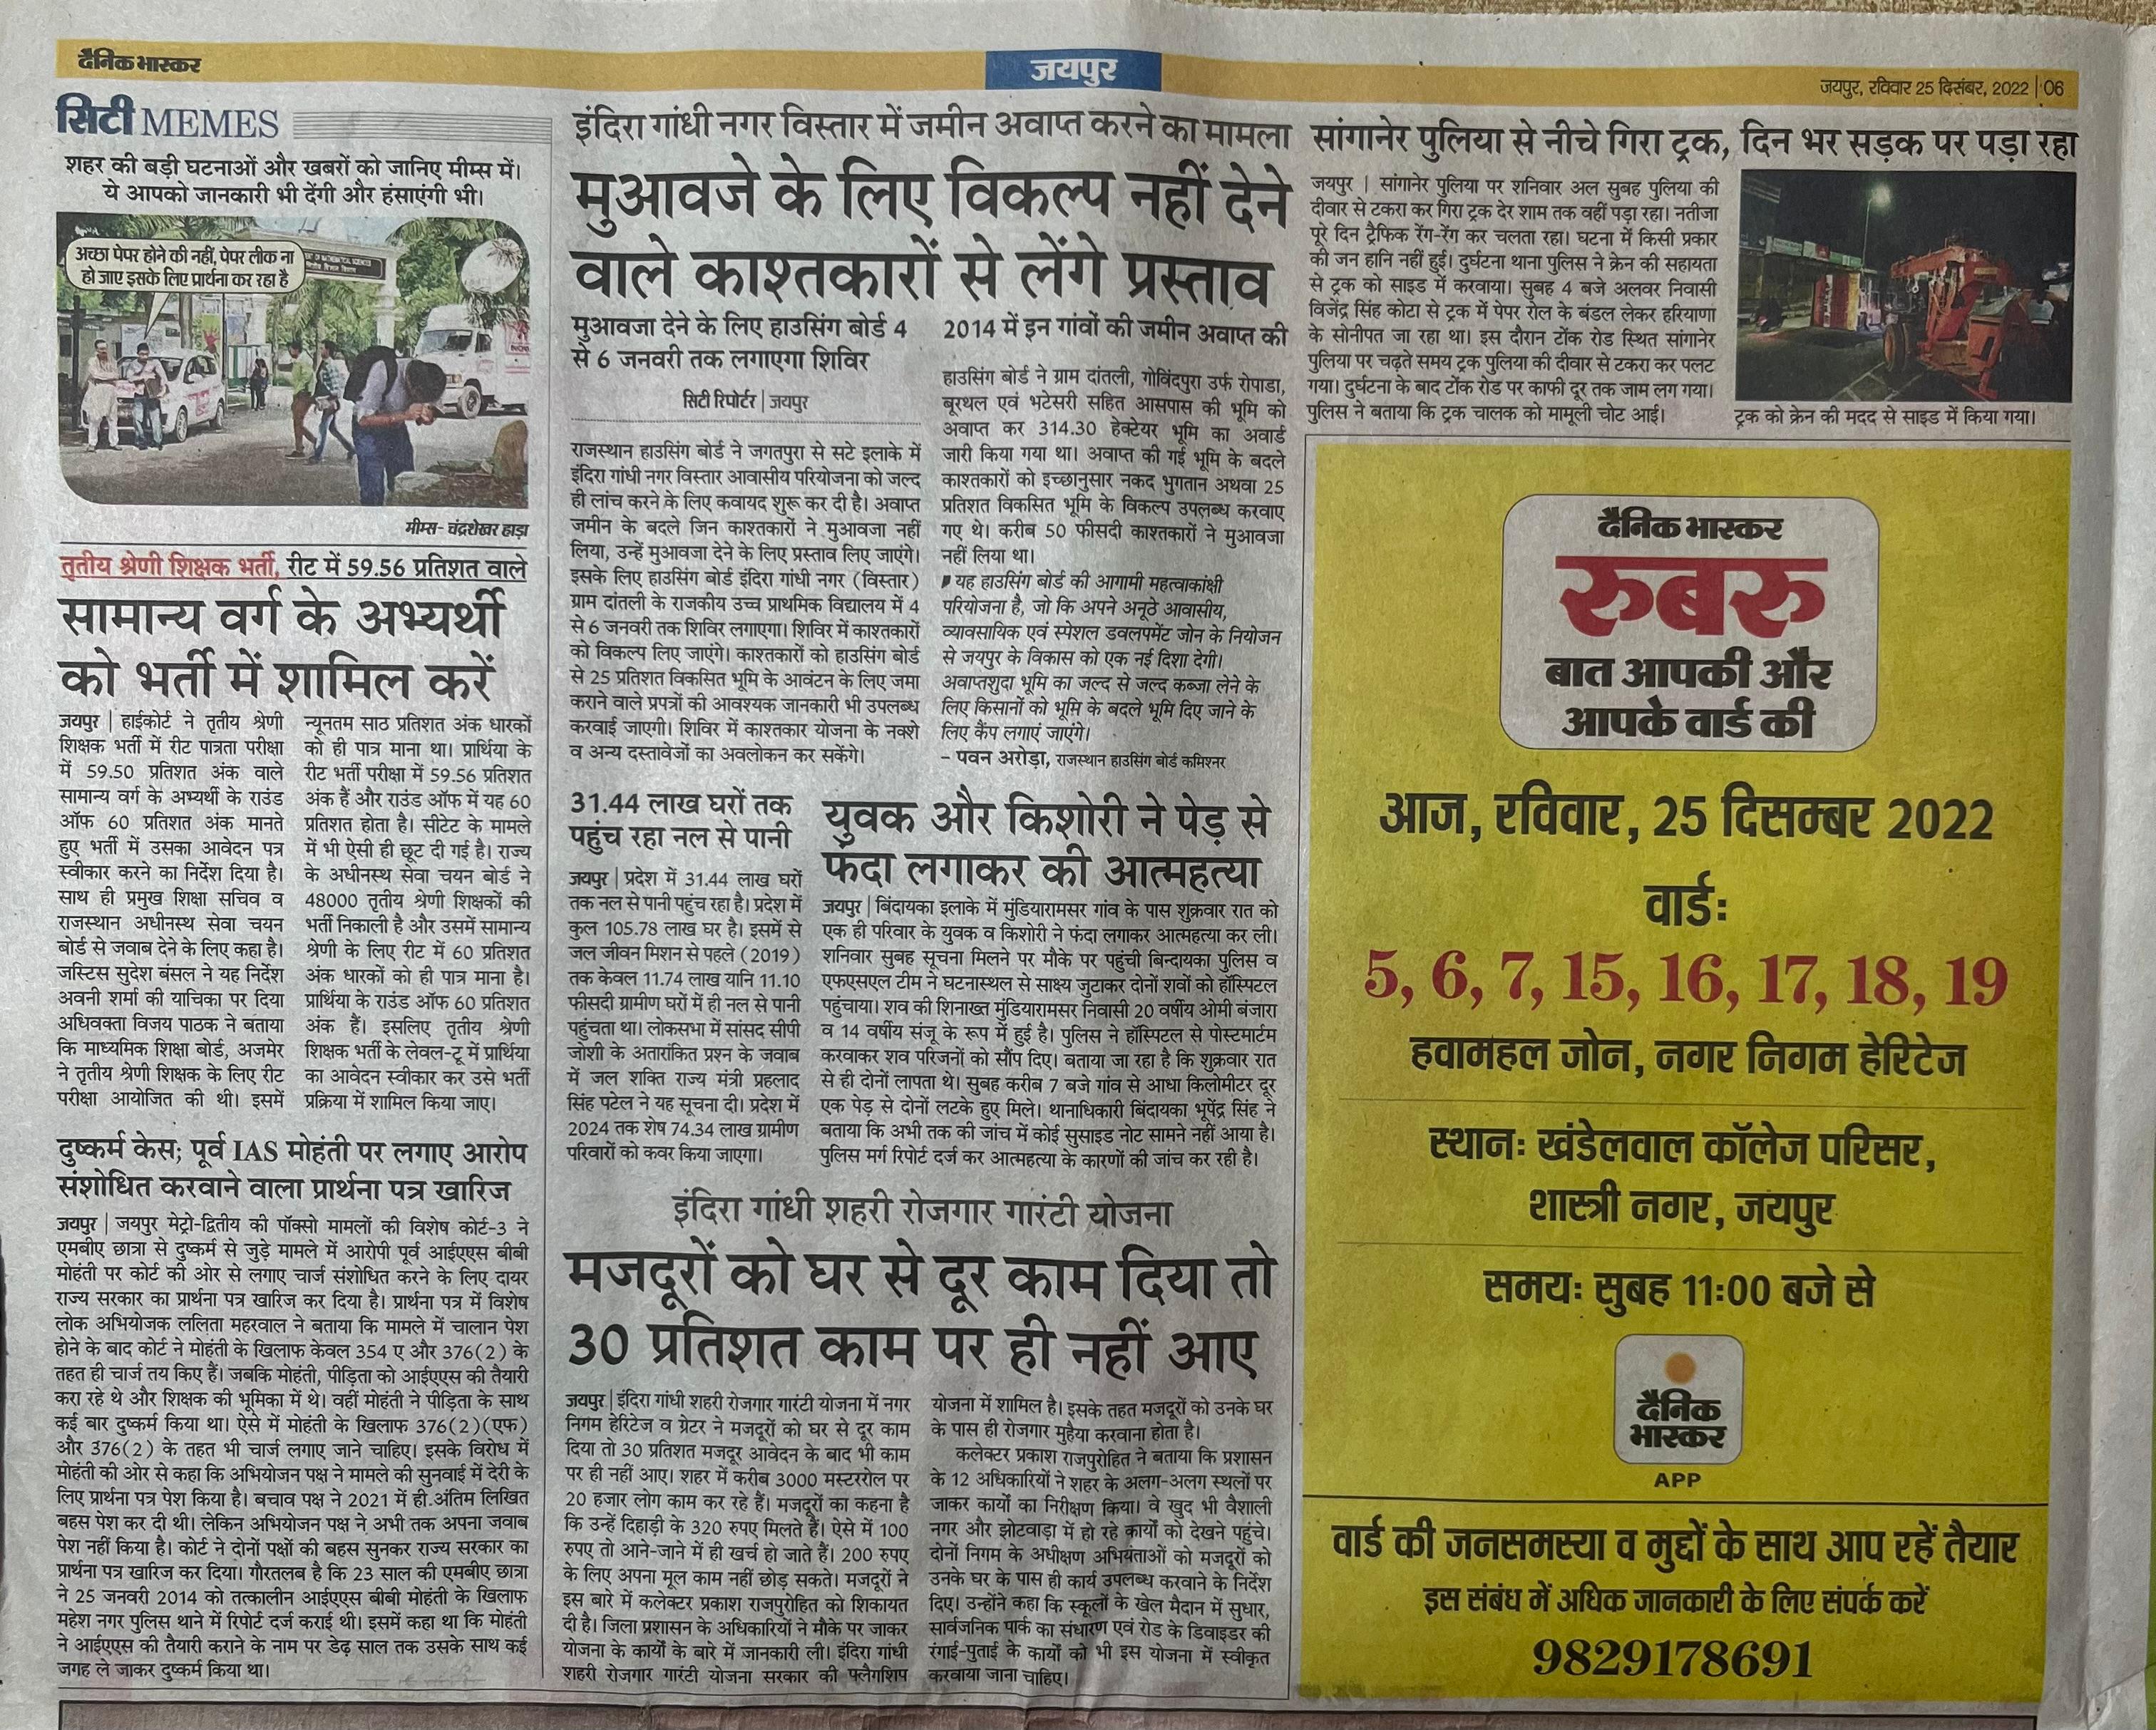 दैनिक भास्कर
जयपुर
जयपुर, रविवार 25 दिसंबर, 2022 | 06
सिटी MEMES
शहर की बड़ी घटनाओं और खबरों को जानिए मीम्स में।
ये आपको जानकारी भी देंगी और हंसाएंगी भी।
अच्छा पेपर होने की नहीं, पेपर लीक ना
हो जाए इसके लिए प्रार्थना कर रहा है
मीम्स- चंद्रशेखर हाड़ा
तृतीय श्रेणी शिक्षक भर्ती, रीट में 59.56 प्रतिशत वाले
सामान्य वर्ग के अभ्यर्थी
को भर्ती में शामिल करें
जयपुर | हाईकोर्ट ने तृतीय श्रेणी
शिक्षक भर्ती में रीट पात्रता परीक्षा
में 59.50 प्रतिशत अंक वाले
सामान्य वर्ग के अभ्यर्थी के राउंड
ऑफ 60 प्रतिशत अंक मानते
हुए भर्ती में उसका आवेदन पत्र
स्वीकार करने का निर्देश दिया है।
साथ ही प्रमुख शिक्षा सचिव व
राजस्थान अधीनस्थ सेवा चयन
बोर्ड से जवाब देने के लिए कहा है।
जस्टिस सुदेश बंसल ने यह निर्देश
अवनी शर्मा की याचिका पर दिया
अधिवक्ता विजय पाठक ने बताया
कि माध्यमिक शिक्षा बोर्ड, अजमेर
ने तृतीय श्रेणी शिक्षक के लिए रीट
परीक्षा आयोजित की थी। इसमें
न्यूनतम साठ प्रतिशत अंक धारकों
को ही पात्र माना था। प्रार्थिया के
रीट भर्ती परीक्षा में 59.56 प्रतिशत
अंक हैं और राउंड ऑफ में यह 60
प्रतिशत होता है। सीटेट के मामले
में भी ऐसी ही छूट दी गई है। राज्य
के अधीनस्थ सेवा चयन बोर्ड ने
48000 तृतीय श्रेणी शिक्षकों की
भर्ती निकाली है और उसमें सामान्य
श्रेणी के लिए रीट में 60 प्रतिशत
अंक धारकों को ही पात्र माना है।
प्रार्थिया के राउंड ऑफ 60 प्रतिशत
अंक हैं। इसलिए तृतीय श्रेणी
शिक्षक भर्ती के लेवल-टू में प्रार्थिया
का आवेदन स्वीकार कर उसे भर्ती
प्रक्रिया में शामिल किया जाए।
दुष्कर्म केस; पूर्व IAS मोहंती पर लगाए आरोप
संशोधित करवाने वाला प्रार्थना पत्र खारिज
जयपुर | जयपुर मेट्रो-द्वितीय की पॉक्सो मामलों की विशेष कोर्ट-3 ने
एमबीए छात्रा से दुष्कर्म से जुड़े मामले में आरोपी पूर्व आईएएस बीबी
मोहंती पर कोर्ट की ओर से लगाए चार्ज संशोधित करने के लिए दायर
राज्य सरकार का प्रार्थना पत्र खारिज कर दिया है। प्रार्थना पत्र में विशेष
लोक अभियोजक ललिता महरवाल ने बताया कि मामले में चालान पेश
होने के बाद कोर्ट ने मोहंती के खिलाफ केवल 354 ए और 376(2) के
तहत ही चार्ज तय किए हैं। जबकि मोहंती, पीड़िता को आईएएस की तैयारी
करा रहे थे और शिक्षक की भूमिका में थे। वहीं मोहंती ने पीड़िता के साथ
कई बार दुष्कर्म किया था। ऐसे में मोहंती के खिलाफ 376(2)(एफ)
और 376(2) के तहत भी चार्ज लगाए जाने चाहिए। इसके विरोध में
मोहंती की ओर से कहा कि अभियोजन पक्ष ने मामले की सुनवाई में देरी के
लिए प्रार्थना पत्र पेश किया है। बचाव पक्ष ने 2021 में ही अंतिम लिखित
बहस पेश कर दी थी। लेकिन अभियोजन पक्ष ने अभी तक अपना जवाब
पेश नहीं किया है। कोर्ट ने दोनों पक्षों की बहस सुनकर राज्य सरकार का
प्रार्थना पत्र खारिज कर दिया। गौरतलब है कि 23 साल की एमबीए छात्रा
ने 25 जनवरी 2014 को तत्कालीन आईएएस बीबी मोहंती के खिलाफ
महेश नगर पुलिस थाने में रिपोर्ट दर्ज कराई थी। इसमें कहा था कि मोहंती
ने आईएएस की तैयारी कराने के नाम पर डेढ़ साल तक उसके साथ कई
जगह ले जाकर दुष्कर्म किया था।
इंदिरा गांधी नगर विस्तार में जमीन अवाप्त करने का मामला
मुआवजे के लिए विकल्प नहीं देने
वाले काश्तकारों से लेंगे प्रस्ताव
मुआवजा देने के लिए हाउसिंग बोर्ड 4
से 6 जनवरी तक लगाएगा शिविर
सिटी रिपोर्टर | जयपुर
राजस्थान हाउसिंग बोर्ड ने जगतपुरा से सटे इलाके में
इंदिरा गांधी नगर विस्तार आवासीय परियोजना को जल्द
ही लांच करने के लिए कवायद शुरू कर दी है। अवाप्त
जमीन के बदले जिन काश्तकारों ने मुआवजा नहीं
लिया, उन्हें मुआवजा देने के लिए प्रस्ताव लिए जाएंगे।
इसके लिए हाउसिंग बोर्ड इंदिरा गांधी नगर (विस्तार)
ग्राम दांतली के राजकीय उच्च प्राथमिक विद्यालय में 4
से 6 जनवरी तक शिविर लगाएगा। शिविर में काश्तकारों
को विकल्प लिए जाएंगे। काश्तकारों को हाउसिंग बोर्ड
से 25 प्रतिशत विकसित भूमि के आवंटन के लिए जमा
कराने वाले प्रपत्रों की आवश्यक जानकारी भी उपलब्ध
करवाई जाएगी। शिविर में काश्तकार योजना के नक्शे
व अन्य दस्तावेजों का अवलोकन कर सकेंगे।
2014 में इन गांवों की जमीन अवाप्त की
हाउसिंग बोर्ड ने ग्राम दांतली, गोविंदपुरा उर्फ रोपाडा,
बूरथल एवं भटेसरी सहित आसपास की भूमि को
अवाप्त कर 314.30 हेक्टेयर भूमि का अवार्ड
जारी किया गया था। अवाप्त की गई भूमि के बदले
काश्तकारों को इच्छानुसार नकद भुगतान अथवा 25
प्रतिशत विकसित भूमि के विकल्प उपलब्ध करवाए
गए थे। करीब 50 फीसदी काश्तकारों ने मुआवजा
नहीं लिया था।
यह हाउसिंग बोर्ड की आगामी महत्वाकांक्षी
परियोजना है, जो कि अपने अनूठे आवासीय,
व्यावसायिक एवं स्पेशल डवलपमेंट जोन के नियोजन
से जयपुर के विकास को एक नई दिशा देगी।
अवाप्तशुदा भूमि का जल्द से जल्द कब्जा लेने के
लिए किसानों को भूमि के बदले भूमि दिए जाने के
लिए कैंप लगाएं जाएंगे।
– पवन अरोड़ा, राजस्थान हाउसिंग बोर्ड कमिश्नर
31.44 लाख घरों तक
पहुंच रहा नल से पानी
जयपुर | प्रदेश में 31.44 लाख घरों
तक नल से पानी पहुंच रहा है। प्रदेश में
कुल 105.78 लाख घर है। इसमें से
जल जीवन मिशन से पहले (2019)
तक केवल 11.74 लाख यानि 11.10
फीसदी ग्रामीण घरों में ही नल से पानी
पहुंचता था। लोकसभा में सांसद सीपी
जोशी के अतारांकित प्रश्न के जवाब
में जल शक्ति राज्य मंत्री प्रहलाद
सिंह पटेल ने यह सूचना दी। प्रदेश में
2024 तक शेष 74.34 लाख ग्रामीण
परिवारों को कवर किया जाएगा।
युवक और किशोरी ने पेड़ से
फंदा लगाकर की आत्महत्या
जयपुर | बिंदायका इलाके में मुंडियारामसर गांव के पास शुक्रवार रात को
एक ही परिवार के युवक व किशोरी ने फंदा लगाकर आत्महत्या कर ली।
शनिवार सुबह सूचना मिलने पर मौके पर पहुंची बिन्दायका पुलिस व
एफएसएल टीम ने घटनास्थल से साक्ष्य जुटाकर दोनों शवों को हॉस्पिटल
पहुंचाया। शव की शिनाख्त मुंडियारामसर निवासी 20 वर्षीय ओमी बंजारा
व 14 वर्षीय संजू के रूप में हुई है। पुलिस ने हॉस्पिटल से पोस्टमार्टम
करवाकर शव परिजनों को सौंप दिए। बताया जा रहा है कि शुक्रवार रात
से ही दोनों लापता थे। सुबह करीब 7 बजे गांव से आधा किलोमीटर दूर
एक पेड़ से दोनों लटके हुए मिले। थानाधिकारी बिंदायका भूपेंद्र सिंह ने
बताया कि अभी तक की जांच में कोई सुसाइड नोट सामने नहीं आया है।
पुलिस मर्ग रिपोर्ट दर्ज कर आत्महत्या के कारणों की जांच कर रही है।
इंदिरा गांधी शहरी रोजगार गारंटी योजना
मजदूरों को घर से दूर काम दिया तो
30 प्रतिशत काम पर ही नहीं आए
जयपुर | इंदिरा गांधी शहरी रोजगार गारंटी योजना में नगर
निगम हेरिटेज व ग्रेटर ने मजदूरों को घर से दूर काम
दिया तो 30 प्रतिशत मजदूर आवेदन के बाद भी काम
पर ही नहीं आए। शहर में करीब 3000 मस्टररोल पर
20 हजार लोग काम कर रहे हैं। मजदूरों का कहना है
कि उन्हें दिहाड़ी के 320 रुपए मिलते हैं। ऐसे में 100
रुपए तो आने-जाने में ही खर्च हो जाते हैं। 200 रुपए
के लिए अपना मूल काम नहीं छोड़ सकते। मजदूरों ने
इस बारे में कलेक्टर प्रकाश राजपुरोहित को शिकायत
दी है। जिला प्रशासन के अधिकारियों ने मौके पर जाकर
योजना के कार्यों के बारे में जानकारी ली। इंदिरा गांधी
शहरी रोजगार गारंटी योजना सरकार की फ्लैगशिप
योजना में शामिल है। इसके तहत मजदूरों को उनके घर
के पास ही रोजगार मुहैया करवाना होता है।
कलेक्टर प्रकाश राजपुरोहित ने बताया कि प्रशासन
के 12 अधिकारियों ने शहर के अलग-अलग स्थलों पर
जाकर कार्यों का निरीक्षण किया। वे खुद भी वैशाली
नगर और झोटवाड़ा में हो रहे कार्यों को देखने पहुंचे।
दोनों निगम के अधीक्षण अभियंताओं को मजदूरों को
उनके घर के पास ही कार्य उपलब्ध करवाने के निर्देश
दिए। उन्होंने कहा कि स्कूलों के खेल मैदान में सुधार,
सार्वजनिक पार्क का संधारण एवं रोड के डिवाइडर की
रंगाई-पुताई के कार्यों को भी इस योजना में स्वीकृत
करवाया जाना चाहिए।
सांगानेर पुलिया से नीचे गिरा ट्रक, दिन भर सड़क पर पड़ा रहा
जयपुर | सांगानेर पुलिया पर शनिवार अल सुबह पुलिया की
दीवार से टकरा कर गिरा ट्रक देर शाम तक वहीं पड़ा रहा। नतीजा
पूरे दिन ट्रैफिक रेंग-रेंग कर चलता रहा। घटना में किसी प्रकार
की जन हानि नहीं हुई। दुर्घटना थाना पुलिस ने क्रेन की सहायता
से ट्रक को साइड में करवाया। सुबह 4 बजे अलवर निवासी
विजेंद्र सिंह कोटा से ट्रक में पेपर रोल के बंडल लेकर हरियाणा
के सोनीपत जा रहा था। इस दौरान टोंक रोड स्थित सांगानेर
पुलिया पर चढ़ते समय ट्रक पुलिया की दीवार से टकरा कर पलट
गया। दुर्घटना के बाद टोंक रोड पर काफी दूर तक जाम लग गया।
पुलिस ने बताया कि ट्रक चालक को मामूली चोट आई।
ट्रक को क्रेन की मदद से साइड में किया गया।
दैनिक भास्कर
रुबरु
बात आपकी और
आपके वार्ड की
आज, रविवार, 25 दिसम्बर 2022
वार्डः
5, 6, 7, 15, 16, 17, 18, 19
हवामहल जोन, नगर निगम हेरिटेज
स्थानः खंडेलवाल कॉलेज परिसर,
शास्त्री नगर, जयपुर
समयः सुबह 11:00 बजे से
दैनिक
भास्कर
APP
वार्ड की जनसमस्या व मुद्दों के साथ आप रहें तैयार
इस संबंध में अधिक जानकारी के लिए संपर्क करें
9829178691